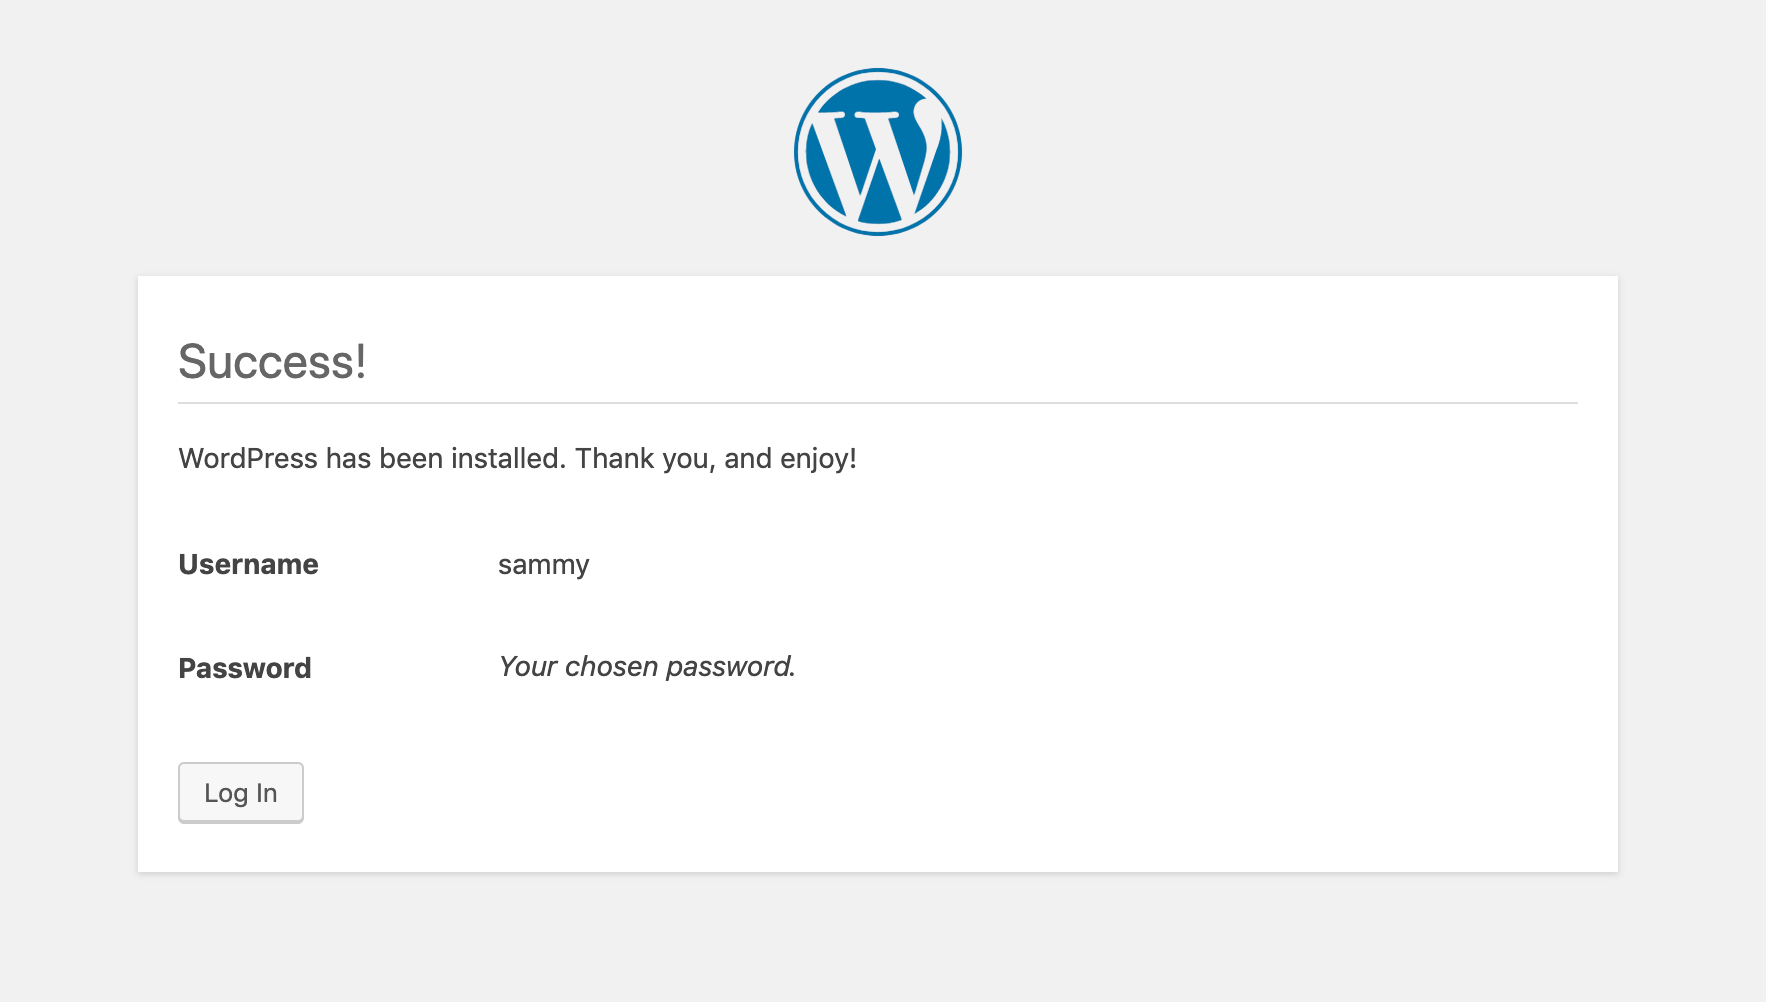 Success!
WordPress has been installed. Thank you, and enjoy!
Username sammy
Password Your chosen password.
Log In